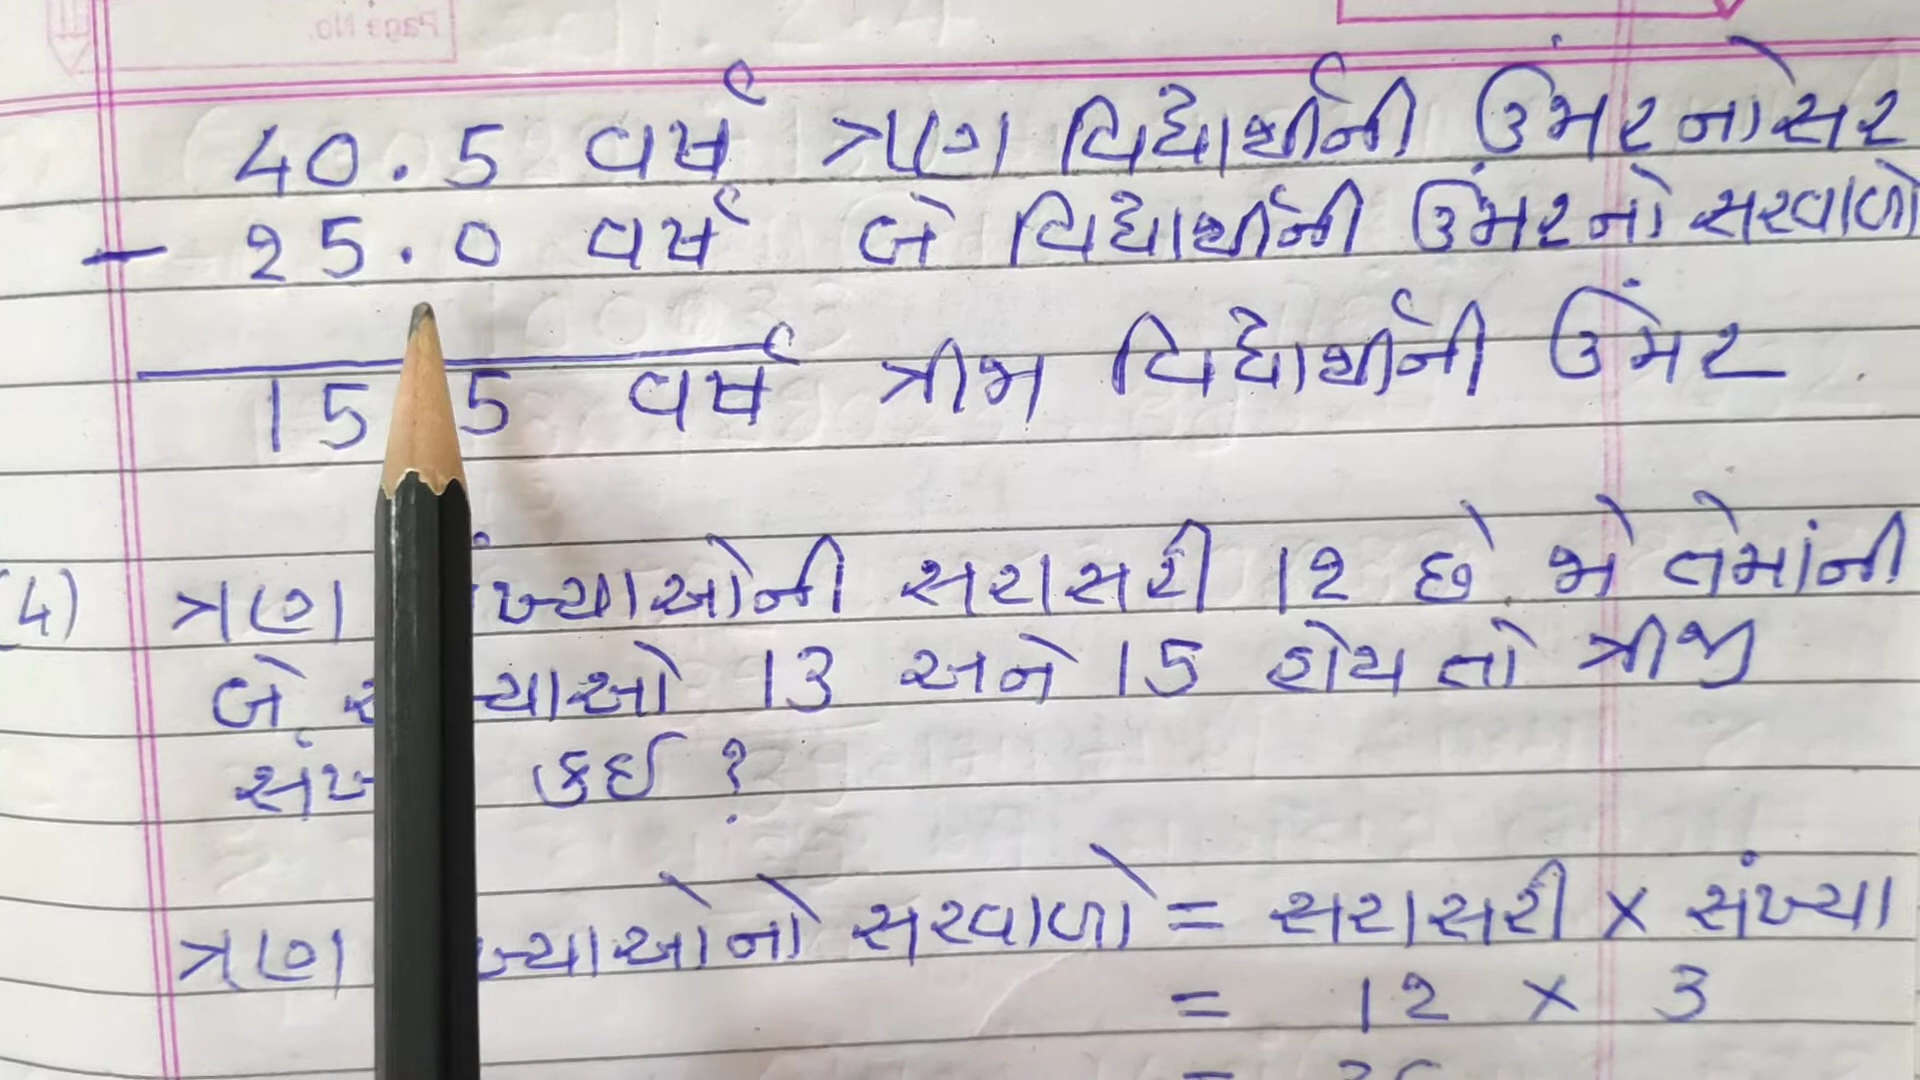 40.5 વર્ષ ત્રણ વિદ્યાર્થીની ઉંમરનો સર
- 25.0 વર્ષ બે વિદ્યાર્થીની ઉંમરનો સરવાળો
15 5 વર્ષ ત્રીજા વિદ્યાર્થીની ઉંમર
(4) ત્રણ સંખ્યાઓની સરાસરી 12 છે. જો તેમાંની
બે સંખ્યાઓ 13 અને 15 હોય તો ત્રીજી
કઈ ?
ત્રણ સંખ્યાઓનો સરવાળો = સરાસરી × સંખ્યા
= 12 × 3